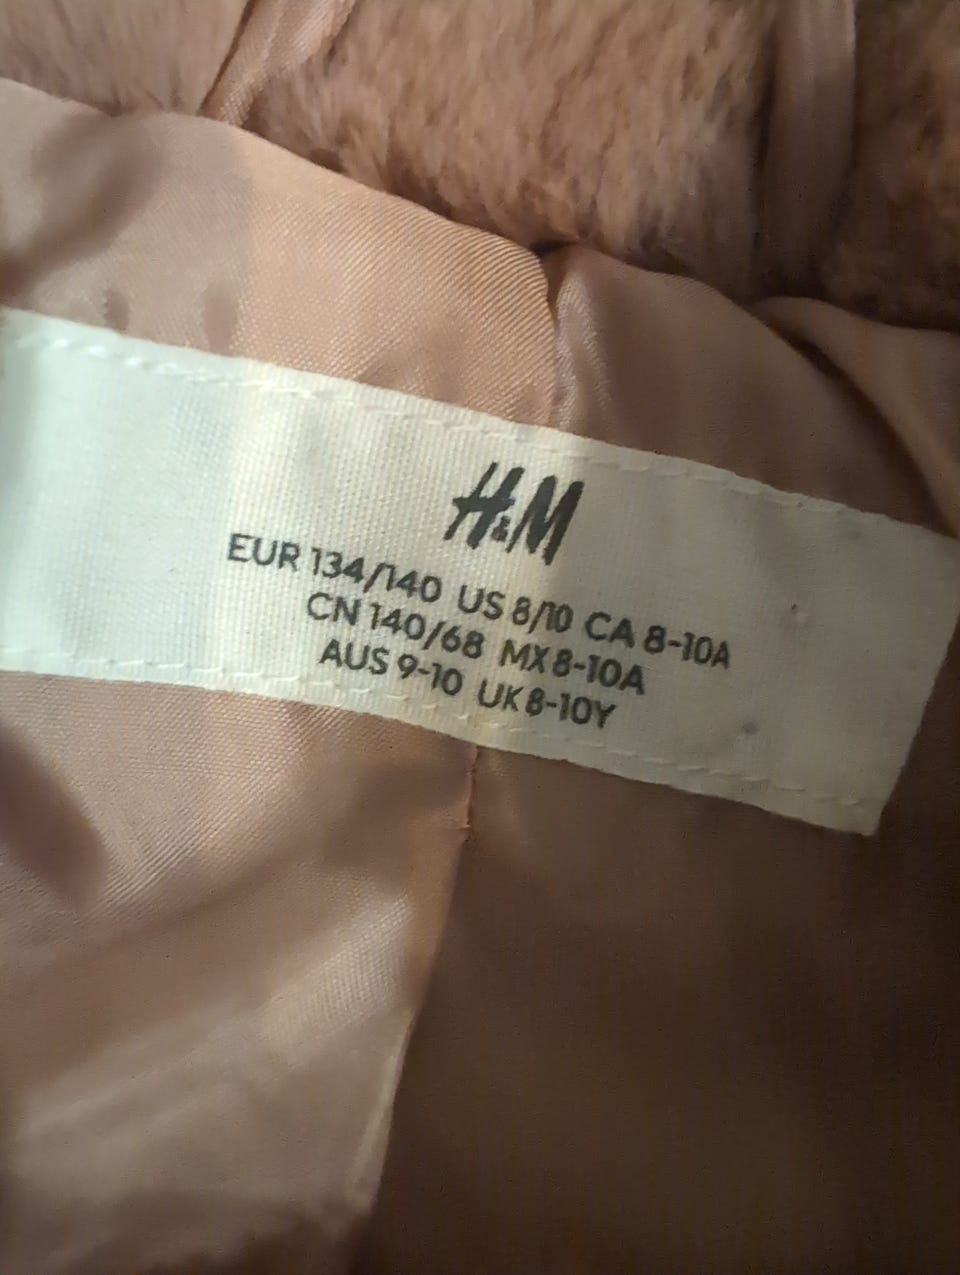 H&M
EUR 134/140 US 8/10 CA 8-10A
CN 140/68 MX 8-10A
AUS 9-10 UK 8-10Y